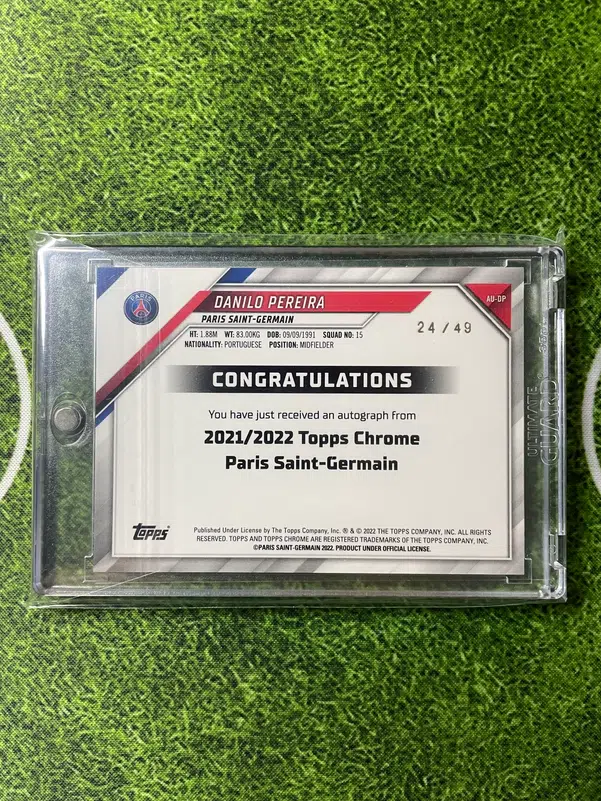 PARIS
DANILO PEREIRA
AU-DP
PARIS SAINT-GERMAIN
24/49
HT: 1.88M WT: 83.00KG DOB: 09/09/1991 SQUAD NO: 15
NATIONALITY: PORTUGUESE POSITION: MIDFIELDER
CONGRATULATIONS
You have just received an autograph from
2021/2022 Topps Chrome
Paris Saint-Germain
Topps
Published Under License by The Topps Company, Inc. ® & © 2022 THE TOPPS COMPANY, INC. ALL RIGHTS
RESERVED. TOPPS AND TOPPS CHROME ARE REGISTERED TRADEMARKS OF THE TOPPS COMPANY, INC.
©PARIS SAINT-GERMAIN 2022. PRODUCT UNDER OFFICIAL LICENSE.
ULTIMATE
GUARD